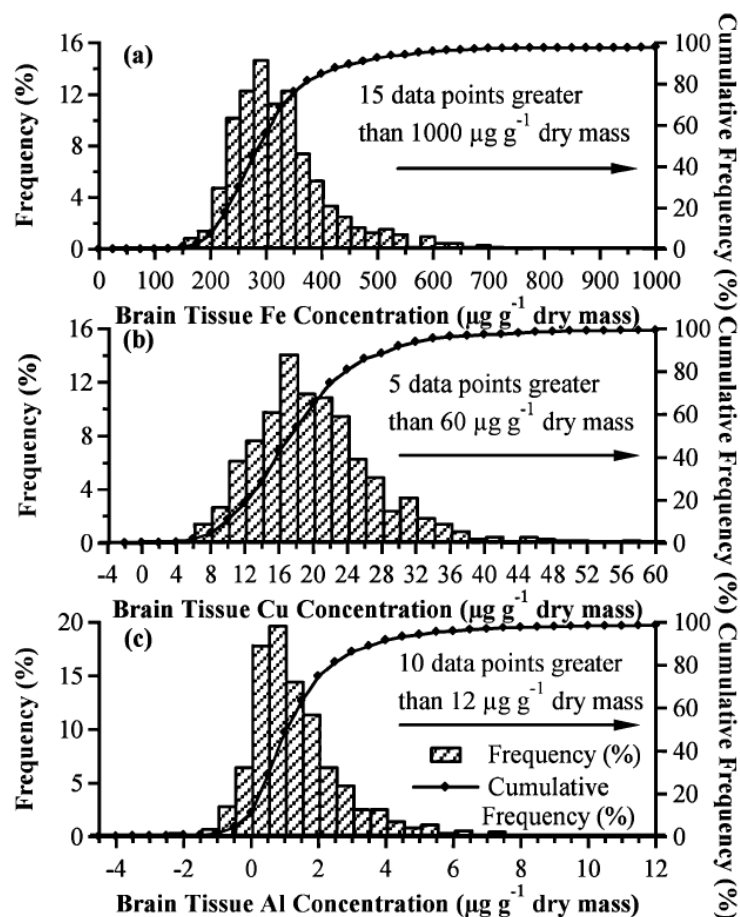 (a)
Frequency (%)
16
12
8
4
0
100
80
60
40
20
0
Cumulative Frequency (%)
15 data points greater
than 1000 µg g⁻¹ dry mass
0 100 200 300 400 500 600 700 800 900 1000
Brain Tissue Fe Concentration (µg g⁻¹ dry mass)
(b)
Frequency (%)
16
12
8
4
0
100
80
60
40
20
0
Cumulative Frequency (%)
5 data points greater
than 60 µg g⁻¹ dry mass
-4 0 4 8 12 16 20 24 28 32 36 40 44 48 52 56 60
Brain Tissue Cu Concentration (µg g⁻¹ dry mass)
(c)
Frequency (%)
20
15
10
5
0
100
80
60
40
20
0
Cumulative Frequency (%)
10 data points greater
than 12 µg g⁻¹ dry mass
Frequency (%)
Cumulative
Frequency (%)
-4 -2 0 2 4 6 8 10 12
Brain Tissue Al Concentration (µg g⁻¹ dry mass)